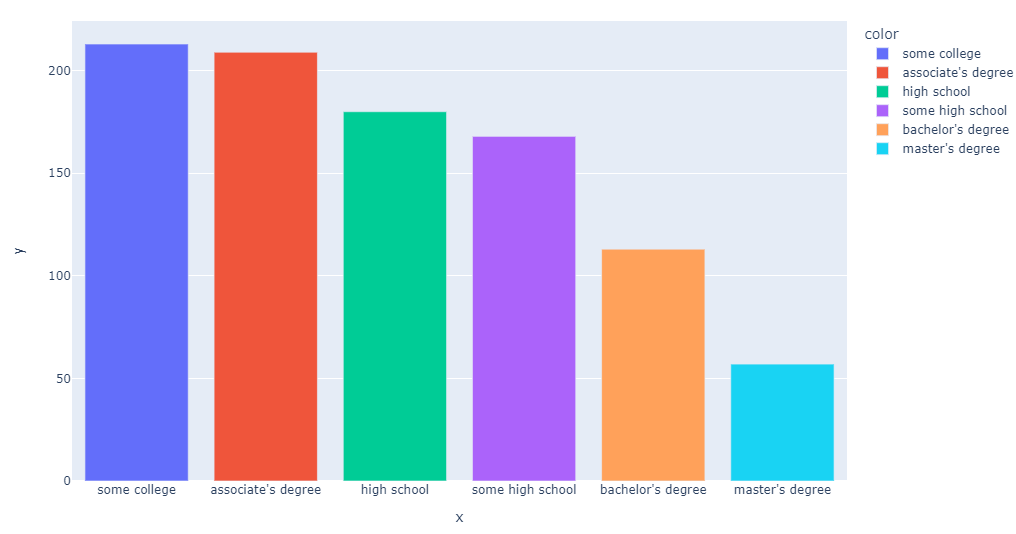 200
150
100
50
0
y
some college
associate's degree
high school
some high school
bachelor's degree
master's degree
x
color
some college
associate's degree
high school
some high school
bachelor's degree
master's degree